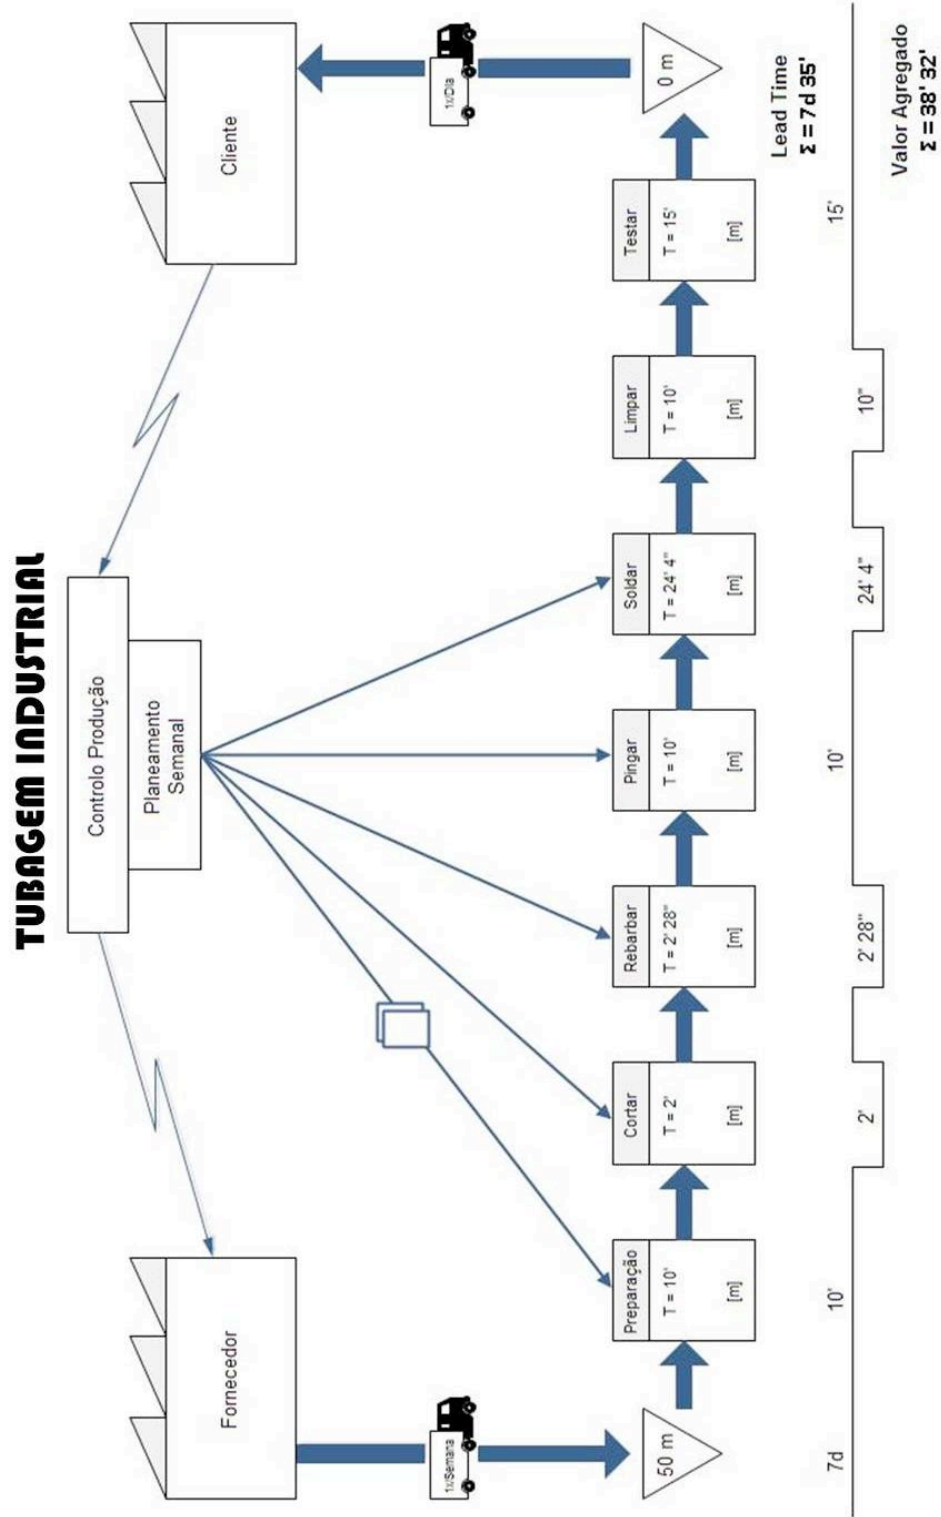 TUBAGEM INDUSTRIAL
Controlo Produção
Planeamento
Semanal
Fornecedor
Cliente
1x/Semana
1x/Dia
50 m
Preparação
T = 10'
[m]
Cortar
T = 2'
[m]
Rebarbar
T = 2' 28"
[m]
Pingar
T = 10'
[m]
Soldar
T = 24' 4"
[m]
Limpar
T = 10'
[m]
Testar
T = 15'
[m]
0 m
Lead Time
Σ = 7d 35'
7d
10'
2'
2' 28"
10'
24' 4"
10"
15'
Valor Agregado
Σ = 38' 32'